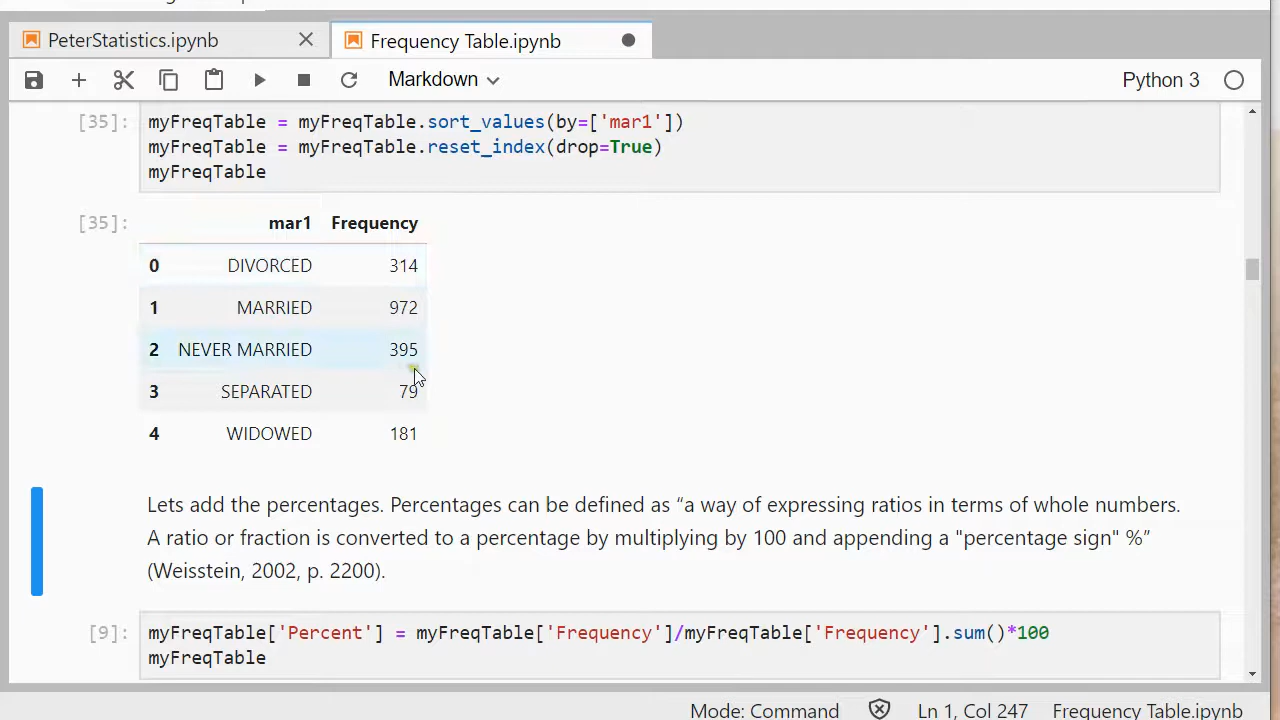 PeterStatistics.ipynb
Frequency Table.ipynb
Markdown
Python 3
[35]:
myFreqTable = myFreqTable.sort_values(by=['mar1'])
myFreqTable = myFreqTable.reset_index(drop=True)
myFreqTable
[35]:
mar1 Frequency
0 DIVORCED 314
1 MARRIED 972
2 NEVER MARRIED 395
3 SEPARATED 79
4 WIDOWED 181
Lets add the percentages. Percentages can be defined as “a way of expressing ratios in terms of whole numbers.
A ratio or fraction is converted to a percentage by multiplying by 100 and appending a "percentage sign" %”
(Weisstein, 2002, p. 2200).
[9]:
myFreqTable['Percent'] = myFreqTable['Frequency']/myFreqTable['Frequency'].sum()*100
myFreqTable
Mode: Command
Ln 1, Col 247
Frequency Table.ipynb